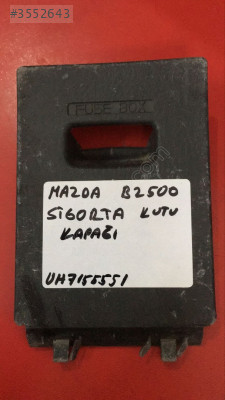 #3552643
FUSE BOX
MAZDA B2500
SİGORTA KUTU
KAPAĞI
UH7155551